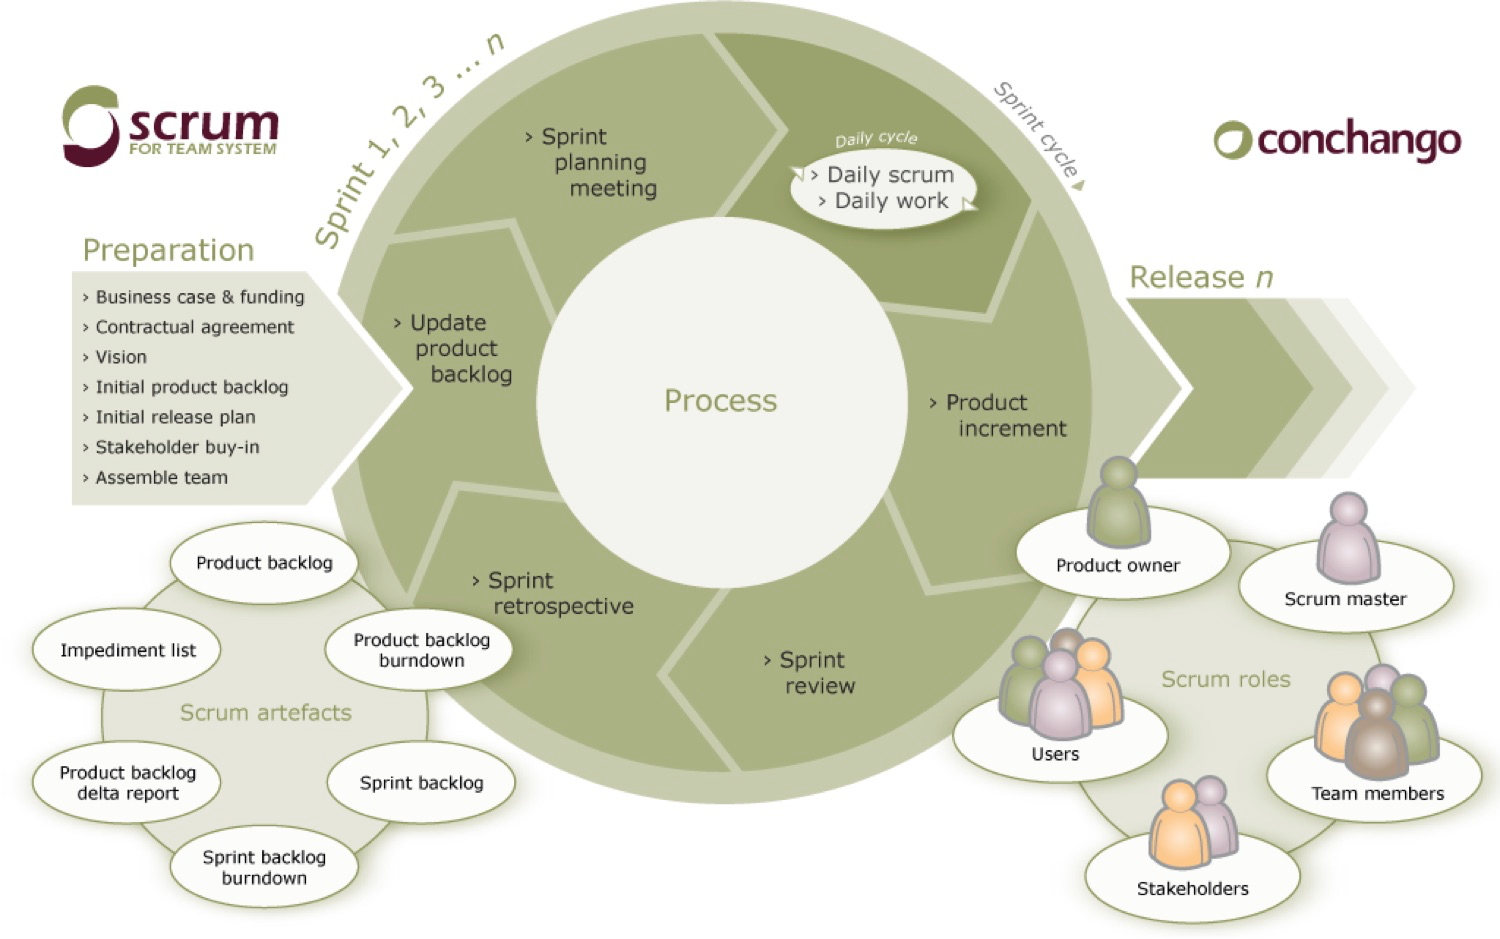 scrum
FOR TEAM SYSTEM
conchango
Sprint 1, 2, 3 ... n
Sprint cycle
Preparation
› Business case & funding
› Contractual agreement
› Vision
› Initial product backlog
› Initial release plan
› Stakeholder buy-in
› Assemble team
› Sprint
planning
meeting
Daily cycle
› Daily scrum
› Daily work
› Update
product
backlog
Process
› Product
increment
› Sprint
retrospective
› Sprint
review
Release n
Product backlog
Impediment list
Product backlog
burndown
Scrum artefacts
Product backlog
delta report
Sprint backlog
Sprint backlog
burndown
Product owner
Scrum master
Scrum roles
Users
Team members
Stakeholders